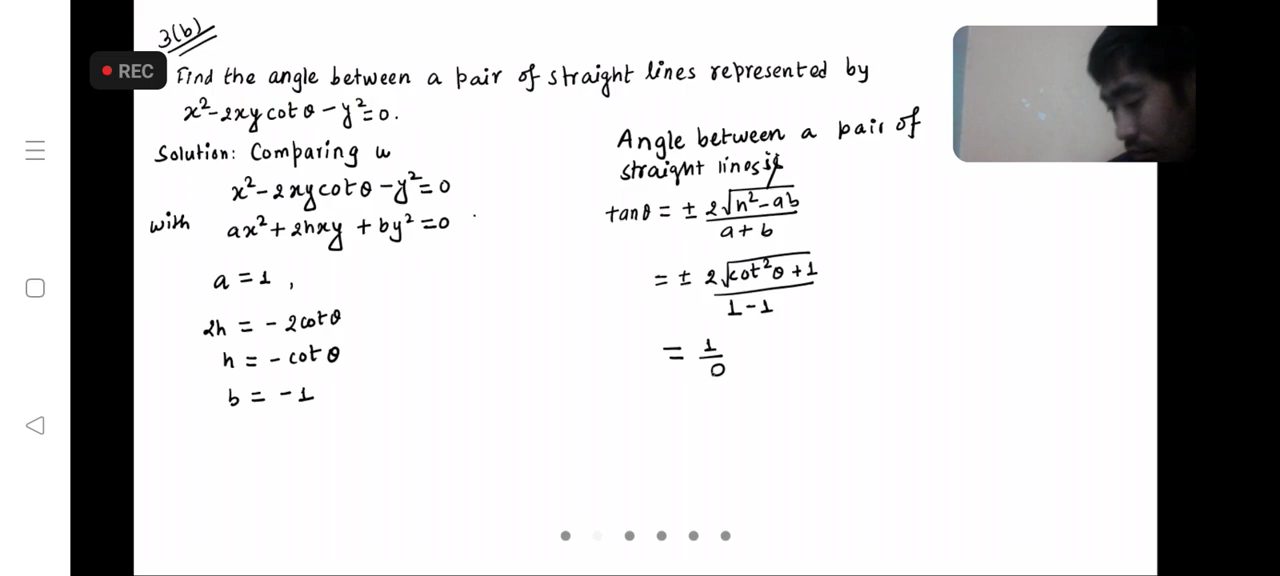 3(b)
REC
Find the angle between a pair of straight lines represented by
x²-2xy cot θ - y²=0.
Solution: Comparing w
x²-2xy cot θ - y²=0
with ax²+2hxy + by²=0
a = 1 ,
2h = - 2cot θ
h = - cot θ
b = - 1
Angle between a pair of
straight lines is
tan θ = ± 2√h²-ab / a+b
= ± 2√cot²θ+1 / 1-1
= 1/0